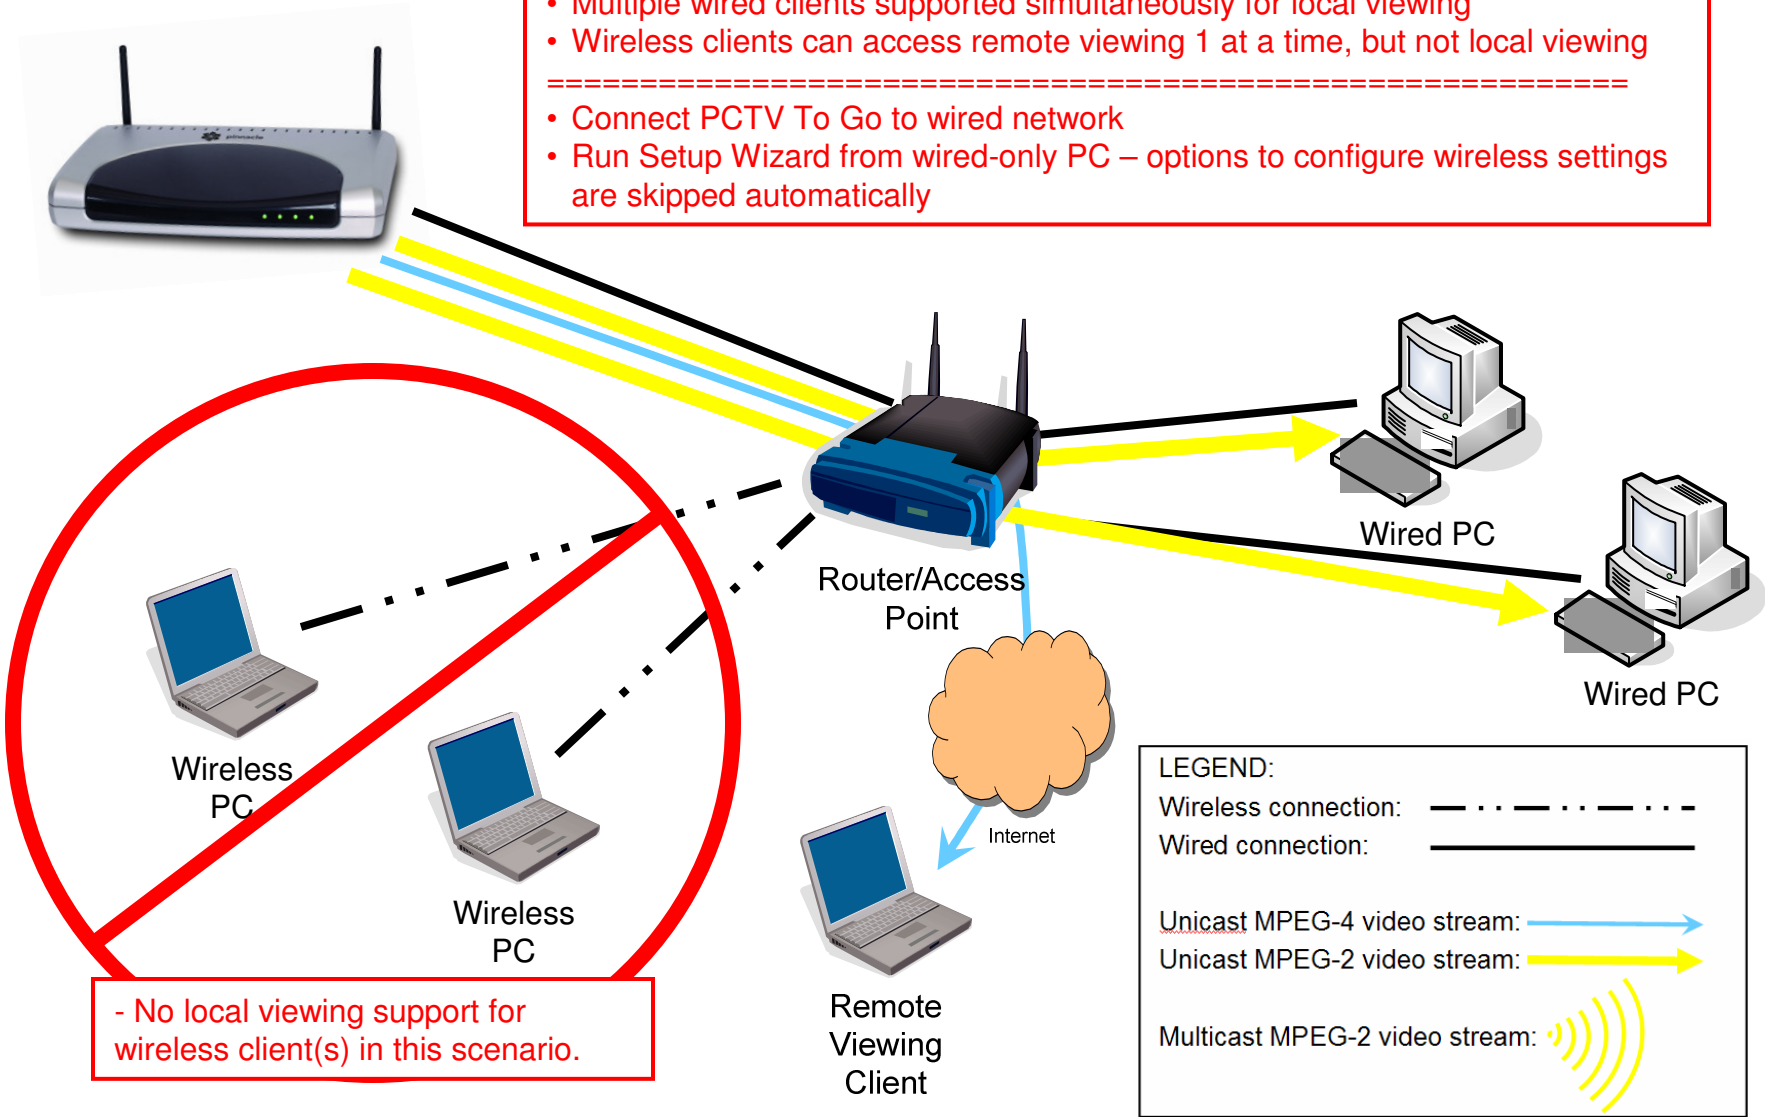 • Multiple wired clients supported simultaneously for local viewing
• Wireless clients can access remote viewing 1 at a time, but not local viewing
==========================================================
• Connect PCTV To Go to wired network
• Run Setup Wizard from wired-only PC – options to configure wireless settings
are skipped automatically
pinnacle
Wired PC
Router/Access
Point
Wired PC
Wireless
PC
Internet
Wireless
PC
- No local viewing support for
wireless client(s) in this scenario.
Remote
Viewing
Client
LEGEND:
Wireless connection:
Wired connection:
Unicast MPEG-4 video stream:
Unicast MPEG-2 video stream:
Multicast MPEG-2 video stream: